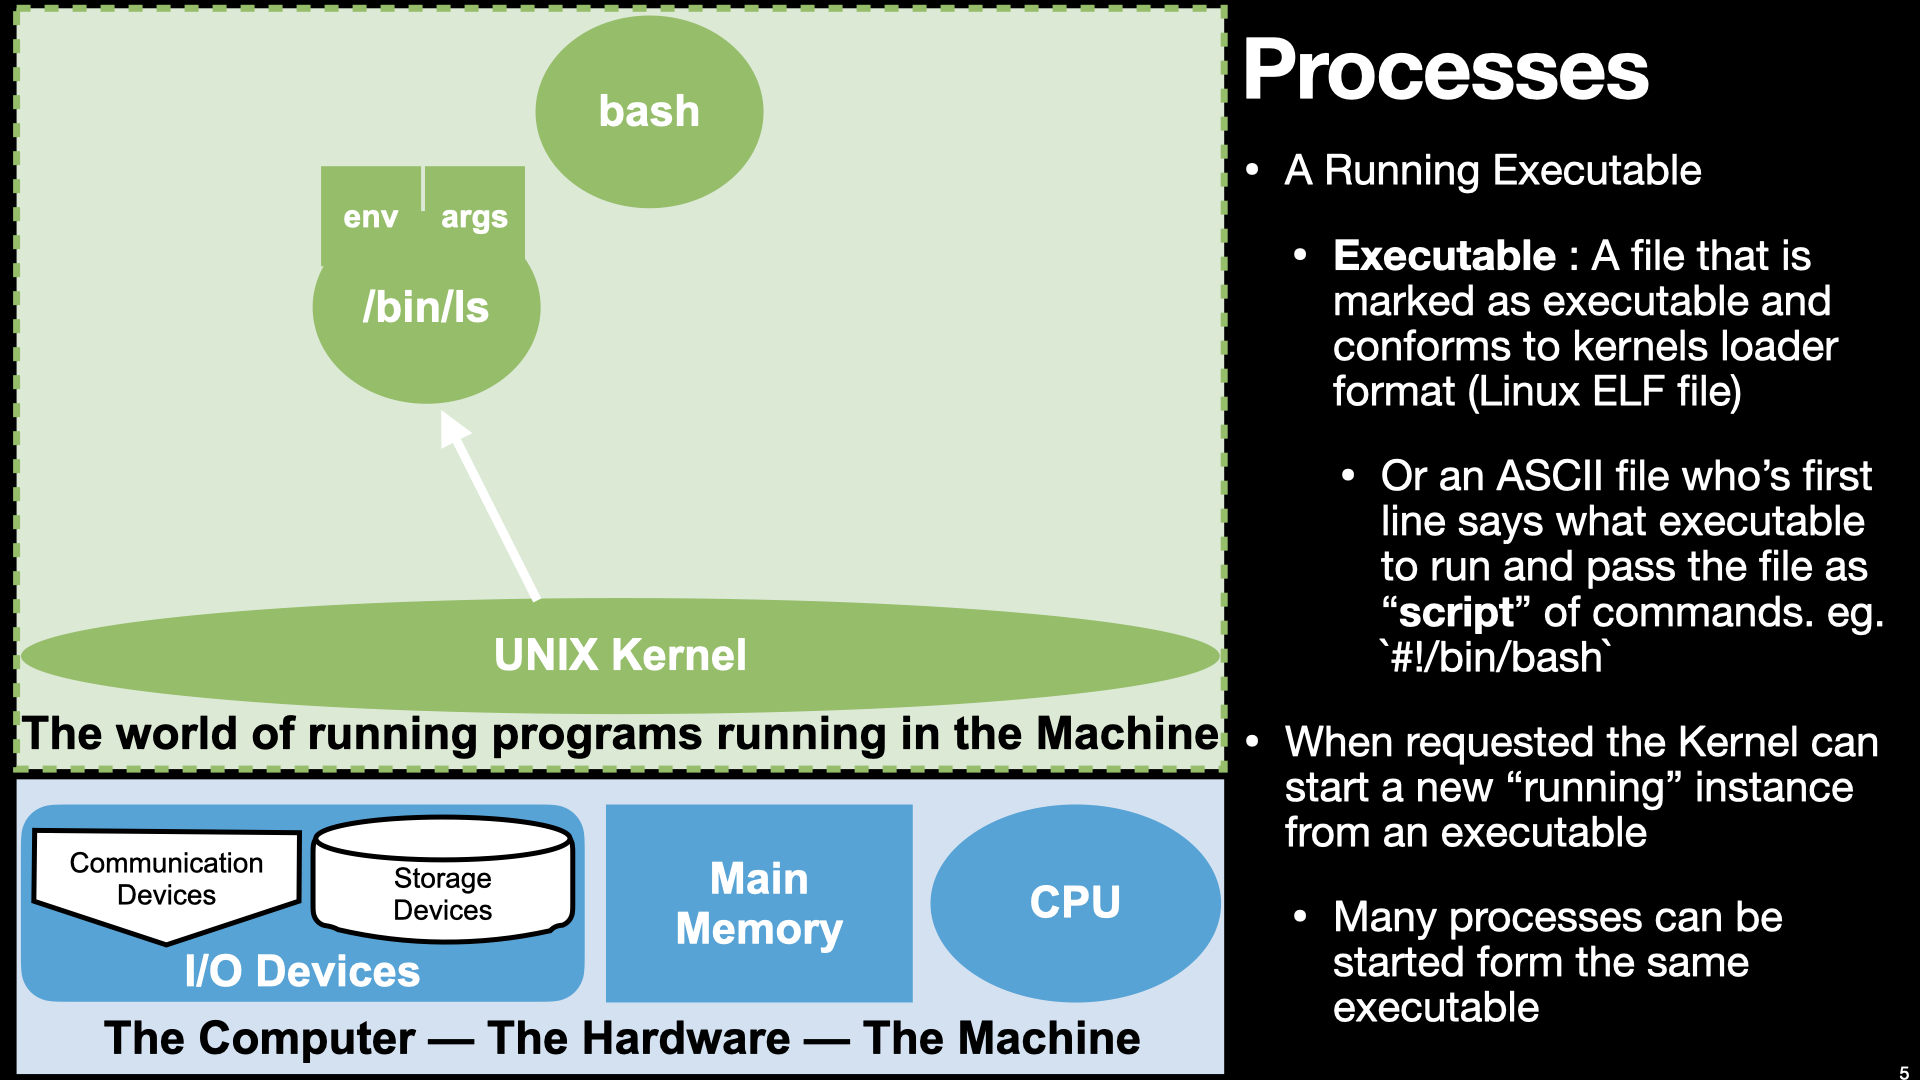 bash
env args
/bin/ls
UNIX Kernel
The world of running programs running in the Machine
Communication
Devices
Storage
Devices
I/O Devices
Main
Memory
CPU
The Computer — The Hardware — The Machine
Processes
• A Running Executable
• Executable : A file that is
marked as executable and
conforms to kernels loader
format (Linux ELF file)
• Or an ASCII file who’s first
line says what executable
to run and pass the file as
“script” of commands. eg.
`#!/bin/bash`
• When requested the Kernel can
start a new “running” instance
from an executable
• Many processes can be
started form the same
executable
5